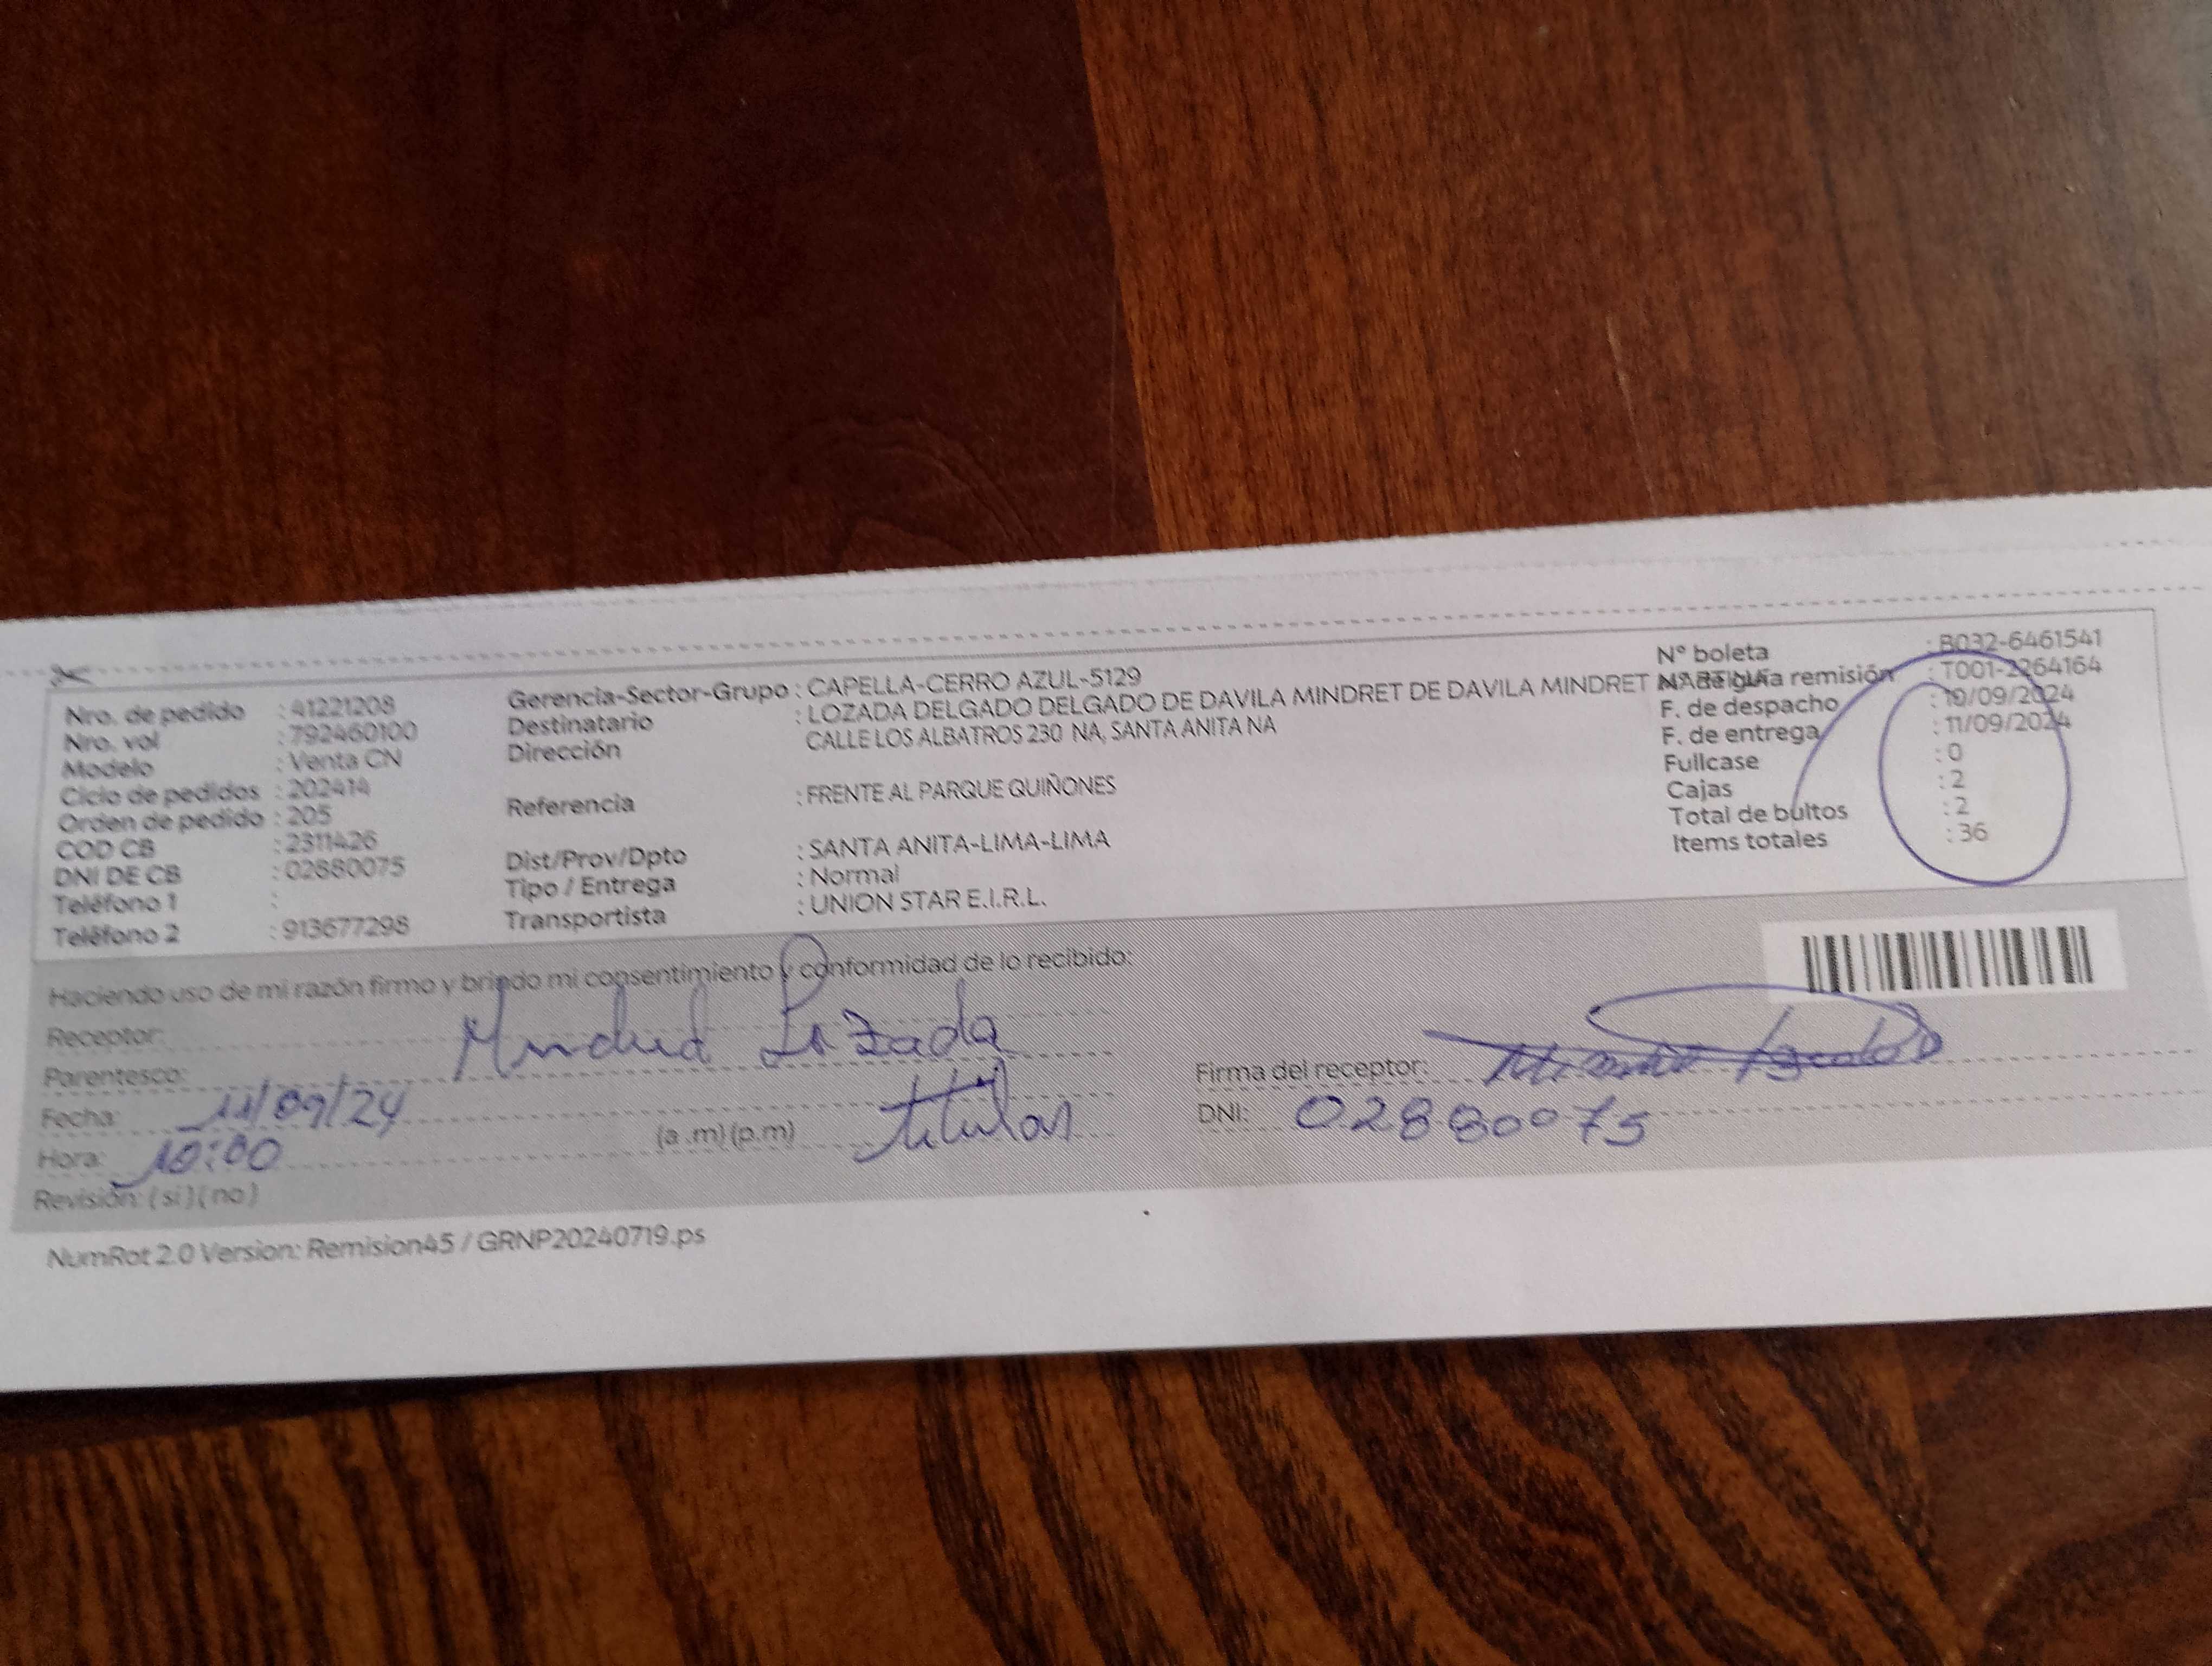 Nro. de pedido : 41221208
Nro. vol : 792460100
Modelo : Venta CN
Ciclo de pedidos : 202414
Orden de pedido : 205
COD CB : 2311426
DNI DE CB : 02880075
Teléfono 1 :
Teléfono 2 : 913677298
Gerencia-Sector-Grupo : CAPELLA-CERRO AZUL-5129
Destinatario : LOZADA DELGADO DELGADO DE DAVILA MINDRET DE DAVILA MINDRET
Dirección CALLE LOS ALBATROS 230 NA, SANTA ANITA NA
Referencia : FRENTE AL PARQUE QUIÑONES
Dist/Prov/Dpto : SANTA ANITA-LIMA-LIMA
Tipo / Entrega : Normal
Transportista : UNION STAR E.I.R.L.
N° boleta : B032-6461541
N° de guía remisión : T001-2264164
F. de despacho : 10/09/2024
F. de entrega : 11/09/2024
Fullcase : 0
Cajas : 2
Total de bultos : 2
Items totales : 36
Haciendo uso de mi razón firmo y brindo mi consentimiento y conformidad de lo recibido:
Receptor: Lozada
Parentesco: titular
Fecha: 11/09/24
Hora: 10:00 (a .m) (p.m)
Revisión: ( si ) ( no )
Firma del receptor:
DNI: 02880075
NumRot 2.0 Version: Remision45 / GRNP20240719.ps